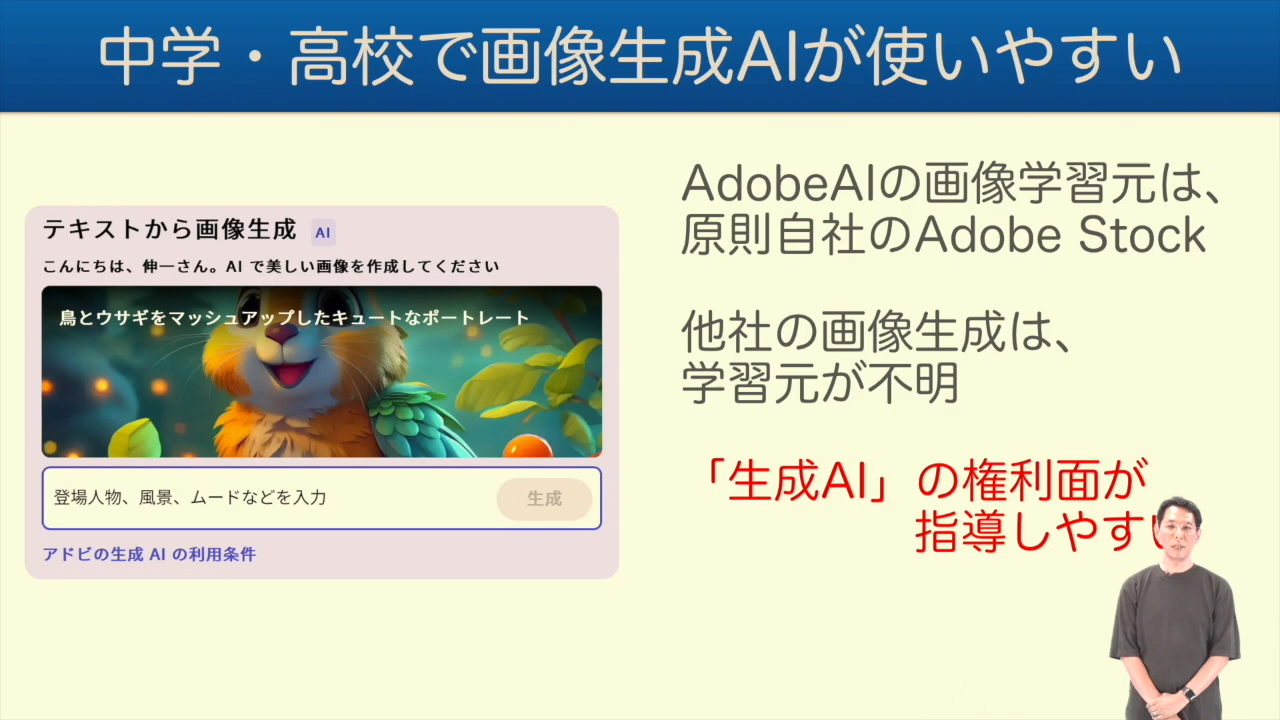 中学・高校で画像生成AIが使いやすい
テキストから画像生成 AI
こんにちは、伸一さん。AI で美しい画像を作成してください
鳥とウサギをマッシュアップしたキュートなポートレート
登場人物、風景、ムードなどを入力
生成
アドビの生成 AI の利用条件
AdobeAIの画像学習元は、
原則自社のAdobe Stock
他社の画像生成は、
学習元が不明
「生成AI」の権利面が
指導しやすい